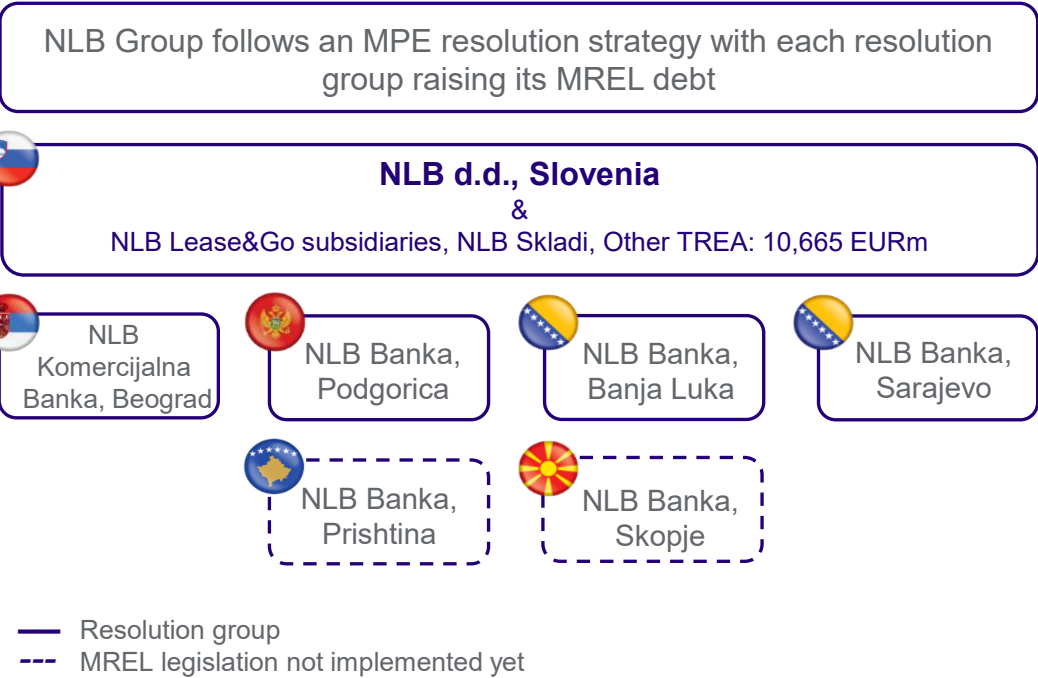 NLB Group follows an MPE resolution strategy with each resolution
group raising its MREL debt
NLB d.d., Slovenia
&
NLB Lease&Go subsidiaries, NLB Skladi, Other TREA: 10,665 EURm
NLB
Komercijalna
Banka, Beograd
NLB Banka,
Podgorica
NLB Banka,
Banja Luka
NLB Banka,
Sarajevo
NLB Banka,
Prishtina
NLB Banka,
Skopje
Resolution group
MREL legislation not implemented yet